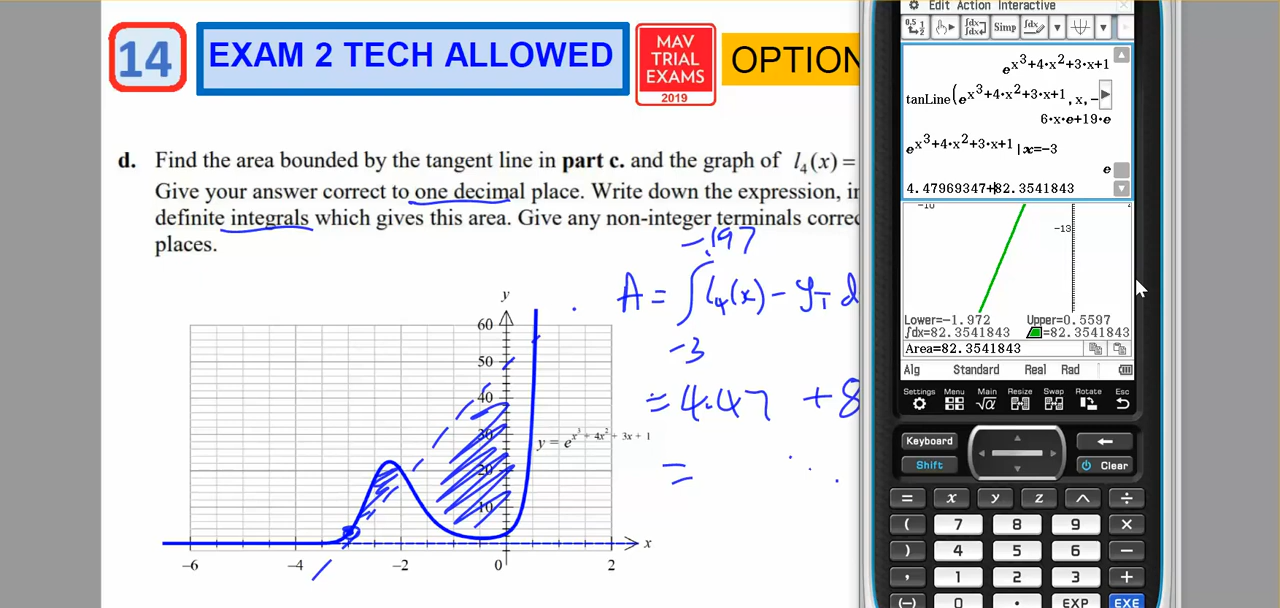 14
EXAM 2 TECH ALLOWED
MAV
TRIAL
EXAMS
2019
OPTION
d. Find the area bounded by the tangent line in part c. and the graph of l₄(x) =
Give your answer correct to one decimal place. Write down the expression, in
definite integrals which gives this area. Give any non-integer terminals correc
places.
-.197
A = ∫ l₄(x) - y_T d
-3
= 4.47 + 8
=
y
60
50
40
30
20
10
y = e^(x³ + 4x² + 3x + 1)
x
-6 -4 -2 0 2
Edit Action Interactive
0.5 1 2 ∫dx Simp ∫dx
e^(x³+4·x²+3·x+1)
tanLine(e^(x³+4·x²+3·x+1),x,-
6·x·e+19·e
e^(x³+4·x²+3·x+1)|x=-3
e
4.47969347+82.3541843
-10
-13
Lower=-1.972 Upper=0.5597
∫dx=82.3541843 =82.3541843
Area=82.3541843
Alg Standard Real Rad
Settings Menu Main Resize Swap Rotate Esc
√α
Keyboard
Shift
Clear
= x y z ^ ÷
( 7 8 9 ×
) 4 5 6 −
, 1 2 3 +
(−) 0 . EXP EXE